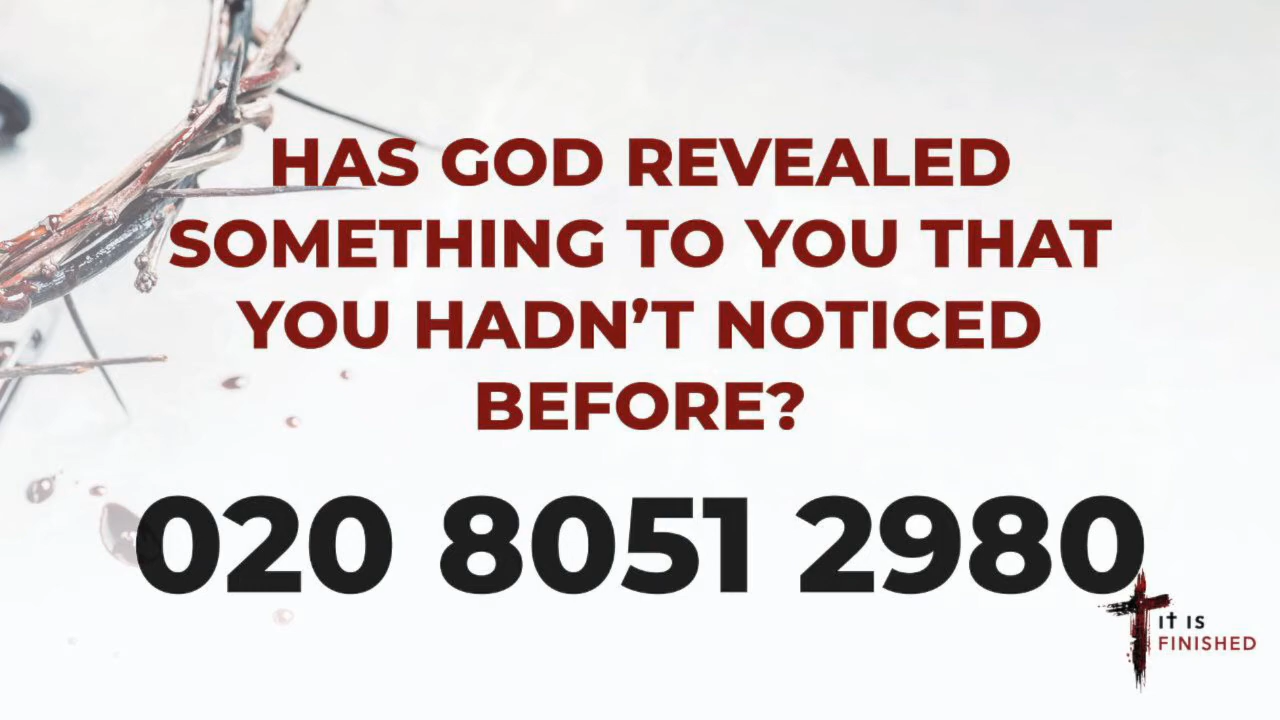 HAS GOD REVEALED
SOMETHING TO YOU THAT
YOU HADN’T NOTICED
BEFORE?
020 8051 2980
IT IS
FINISHED